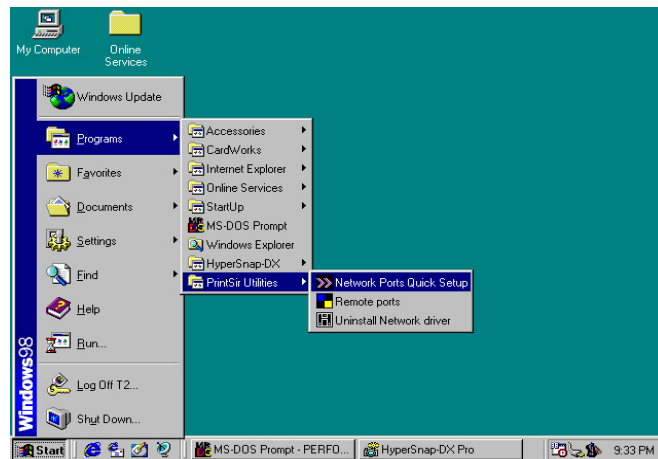 My Computer
Online
Services
Windows Update
Programs
Favorites
Documents
Settings
Find
Help
Run...
Log Off T2...
Shut Down...
Windows98
Accessories
CardWorks
Internet Explorer
Online Services
StartUp
MS-DOS Prompt
Windows Explorer
HyperSnap-DX
PrintSir Utilities
Network Ports Quick Setup
Remote ports
Uninstall Network driver
Start
MS-DOS Prompt - PERFO...
HyperSnap-DX Pro
9:33 PM